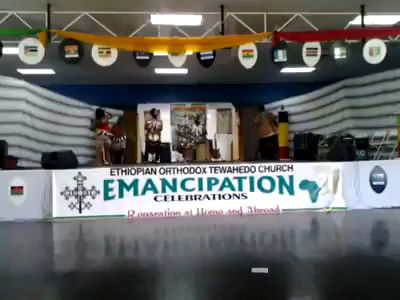 ETHIOPIAN ORTHODOX TEWAHEDO CHURCH
EMANCIPATION
CELEBRATIONS
Reparation at Home and Abroad